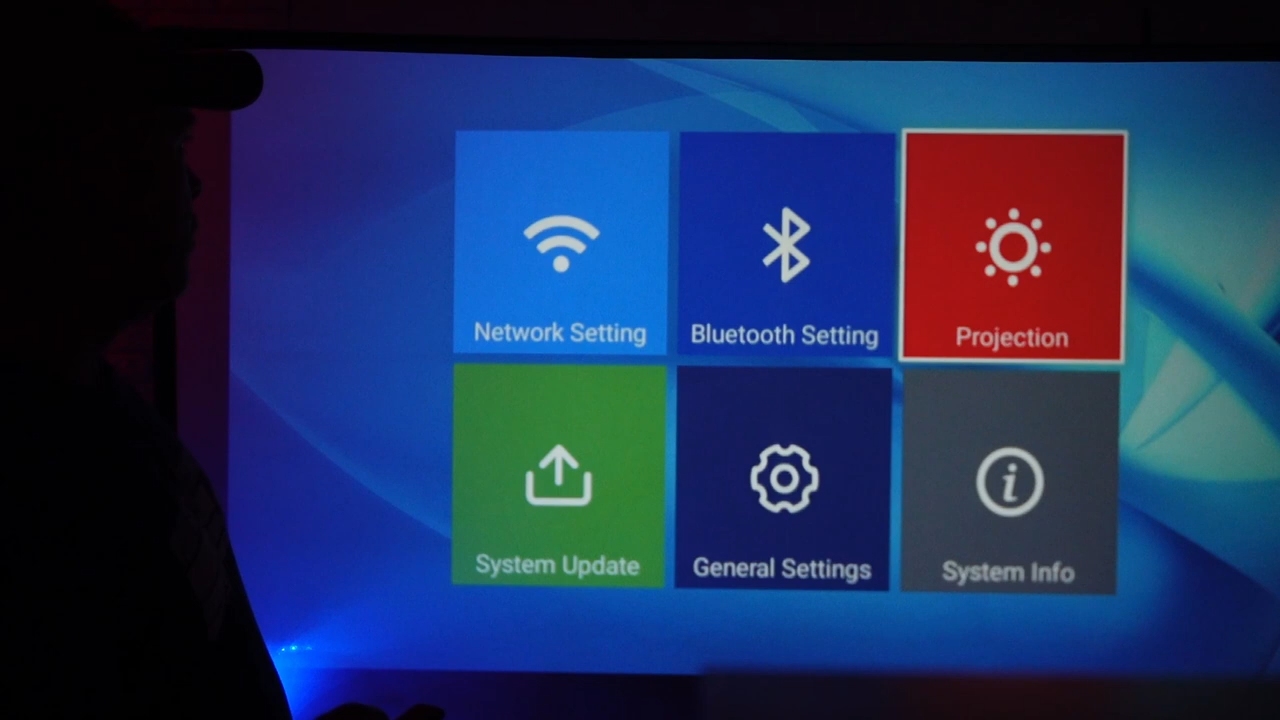 Network Setting
Bluetooth Setting
Projection
System Update
General Settings
System Info